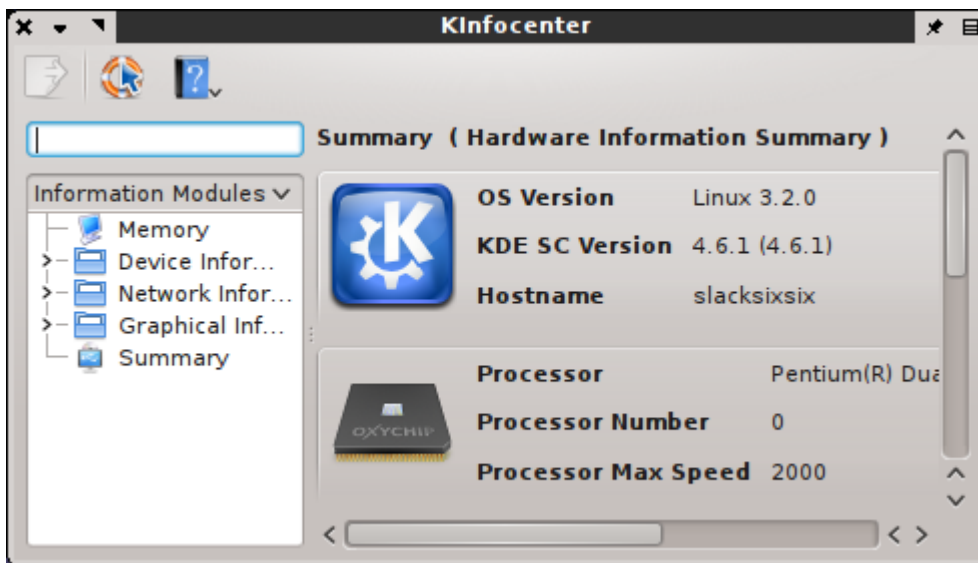 KInfocenter
Summary ( Hardware Information Summary )
Information Modules
Memory
Device Infor...
Network Infor...
Graphical Inf...
Summary
OS Version Linux 3.2.0
KDE SC Version 4.6.1 (4.6.1)
Hostname slacksixsix
OXYCHIP
Processor Pentium(R) Dua
Processor Number 0
Processor Max Speed 2000